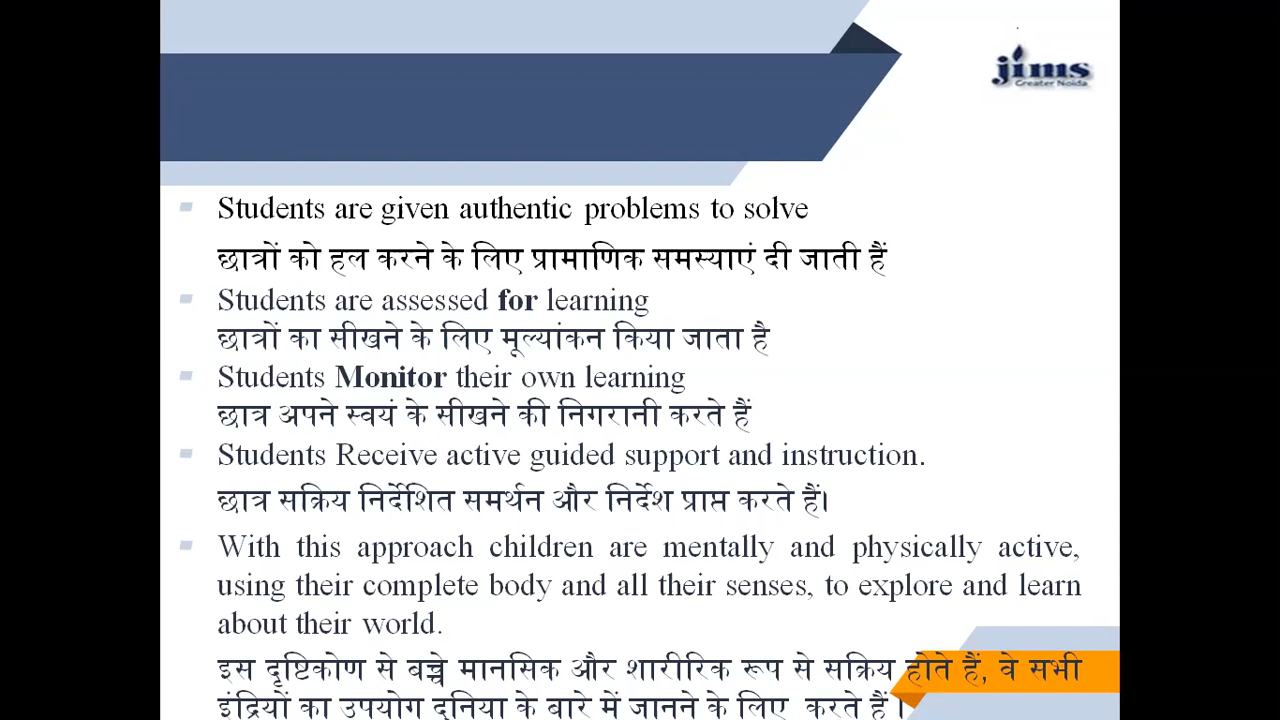 jims
Greater Noida
Students are given authentic problems to solve
छात्रों को हल करने के लिए प्रामाणिक समस्याएं दी जाती हैं
Students are assessed for learning
छात्रों का सीखने के लिए मूल्यांकन किया जाता है
Students Monitor their own learning
छात्र अपने स्वयं के सीखने की निगरानी करते हैं
Students Receive active guided support and instruction.
छात्र सक्रिय निर्देशित समर्थन और निर्देश प्राप्त करते हैं।
With this approach children are mentally and physically active,
using their complete body and all their senses, to explore and learn
about their world.
इस दृष्टिकोण से बच्चे मानसिक और शारीरिक रूप से सक्रिय होते हैं, वे सभी
इंद्रियों का उपयोग दुनिया के बारे में जानने के लिए करते हैं ।